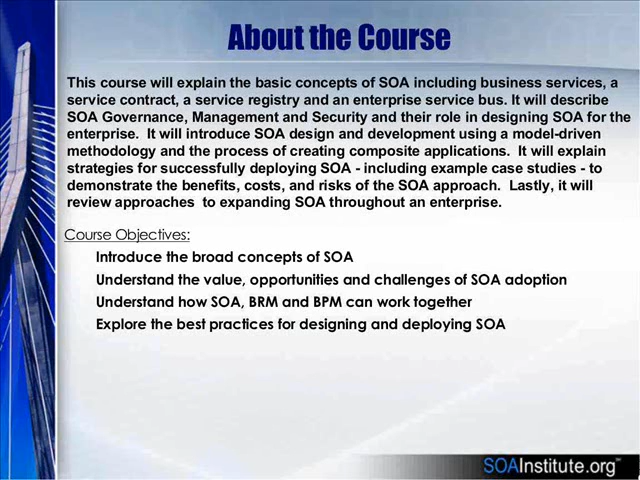 About the Course
This course will explain the basic concepts of SOA including business services, a
service contract, a service registry and an enterprise service bus. It will describe
SOA Governance, Management and Security and their role in designing SOA for the
enterprise.  It will introduce SOA design and development using a model-driven
methodology and the process of creating composite applications.  It will explain
strategies for successfully deploying SOA - including example case studies - to
demonstrate the benefits, costs, and risks of the SOA approach.  Lastly, it will
review approaches  to expanding SOA throughout an enterprise.
Course Objectives:
Introduce the broad concepts of SOA
Understand the value, opportunities and challenges of SOA adoption
Understand how SOA, BRM and BPM can work together
Explore the best practices for designing and deploying SOA
SOAInstitute.org